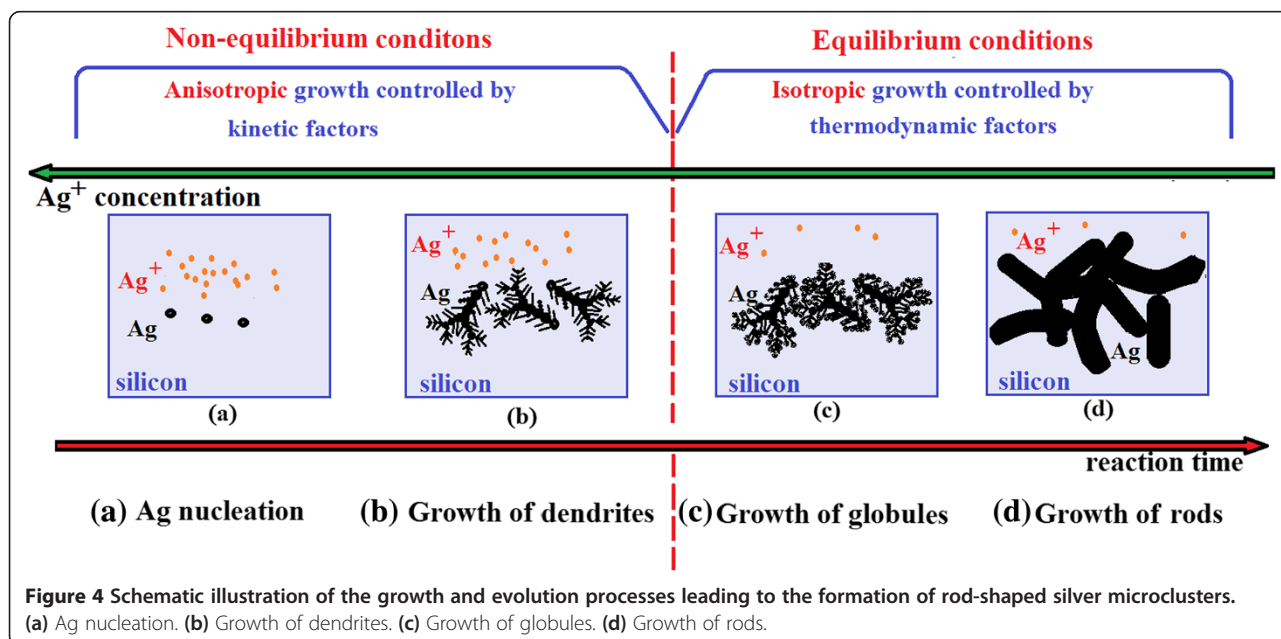 Non-equilibrium conditons
Equilibrium conditions
Anisotropic growth controlled by
kinetic factors
Isotropic growth controlled by
thermodynamic factors
Ag+ concentration
Ag+
Ag
silicon
(a)
Ag+
Ag
silicon
(b)
Ag+
Ag
silicon
(c)
Ag+
Ag
silicon
(d)
reaction time
(a) Ag nucleation
(b) Growth of dendrites
(c) Growth of globules
(d) Growth of rods
Figure 4 Schematic illustration of the growth and evolution processes leading to the formation of rod-shaped silver microclusters.
(a) Ag nucleation. (b) Growth of dendrites. (c) Growth of globules. (d) Growth of rods.